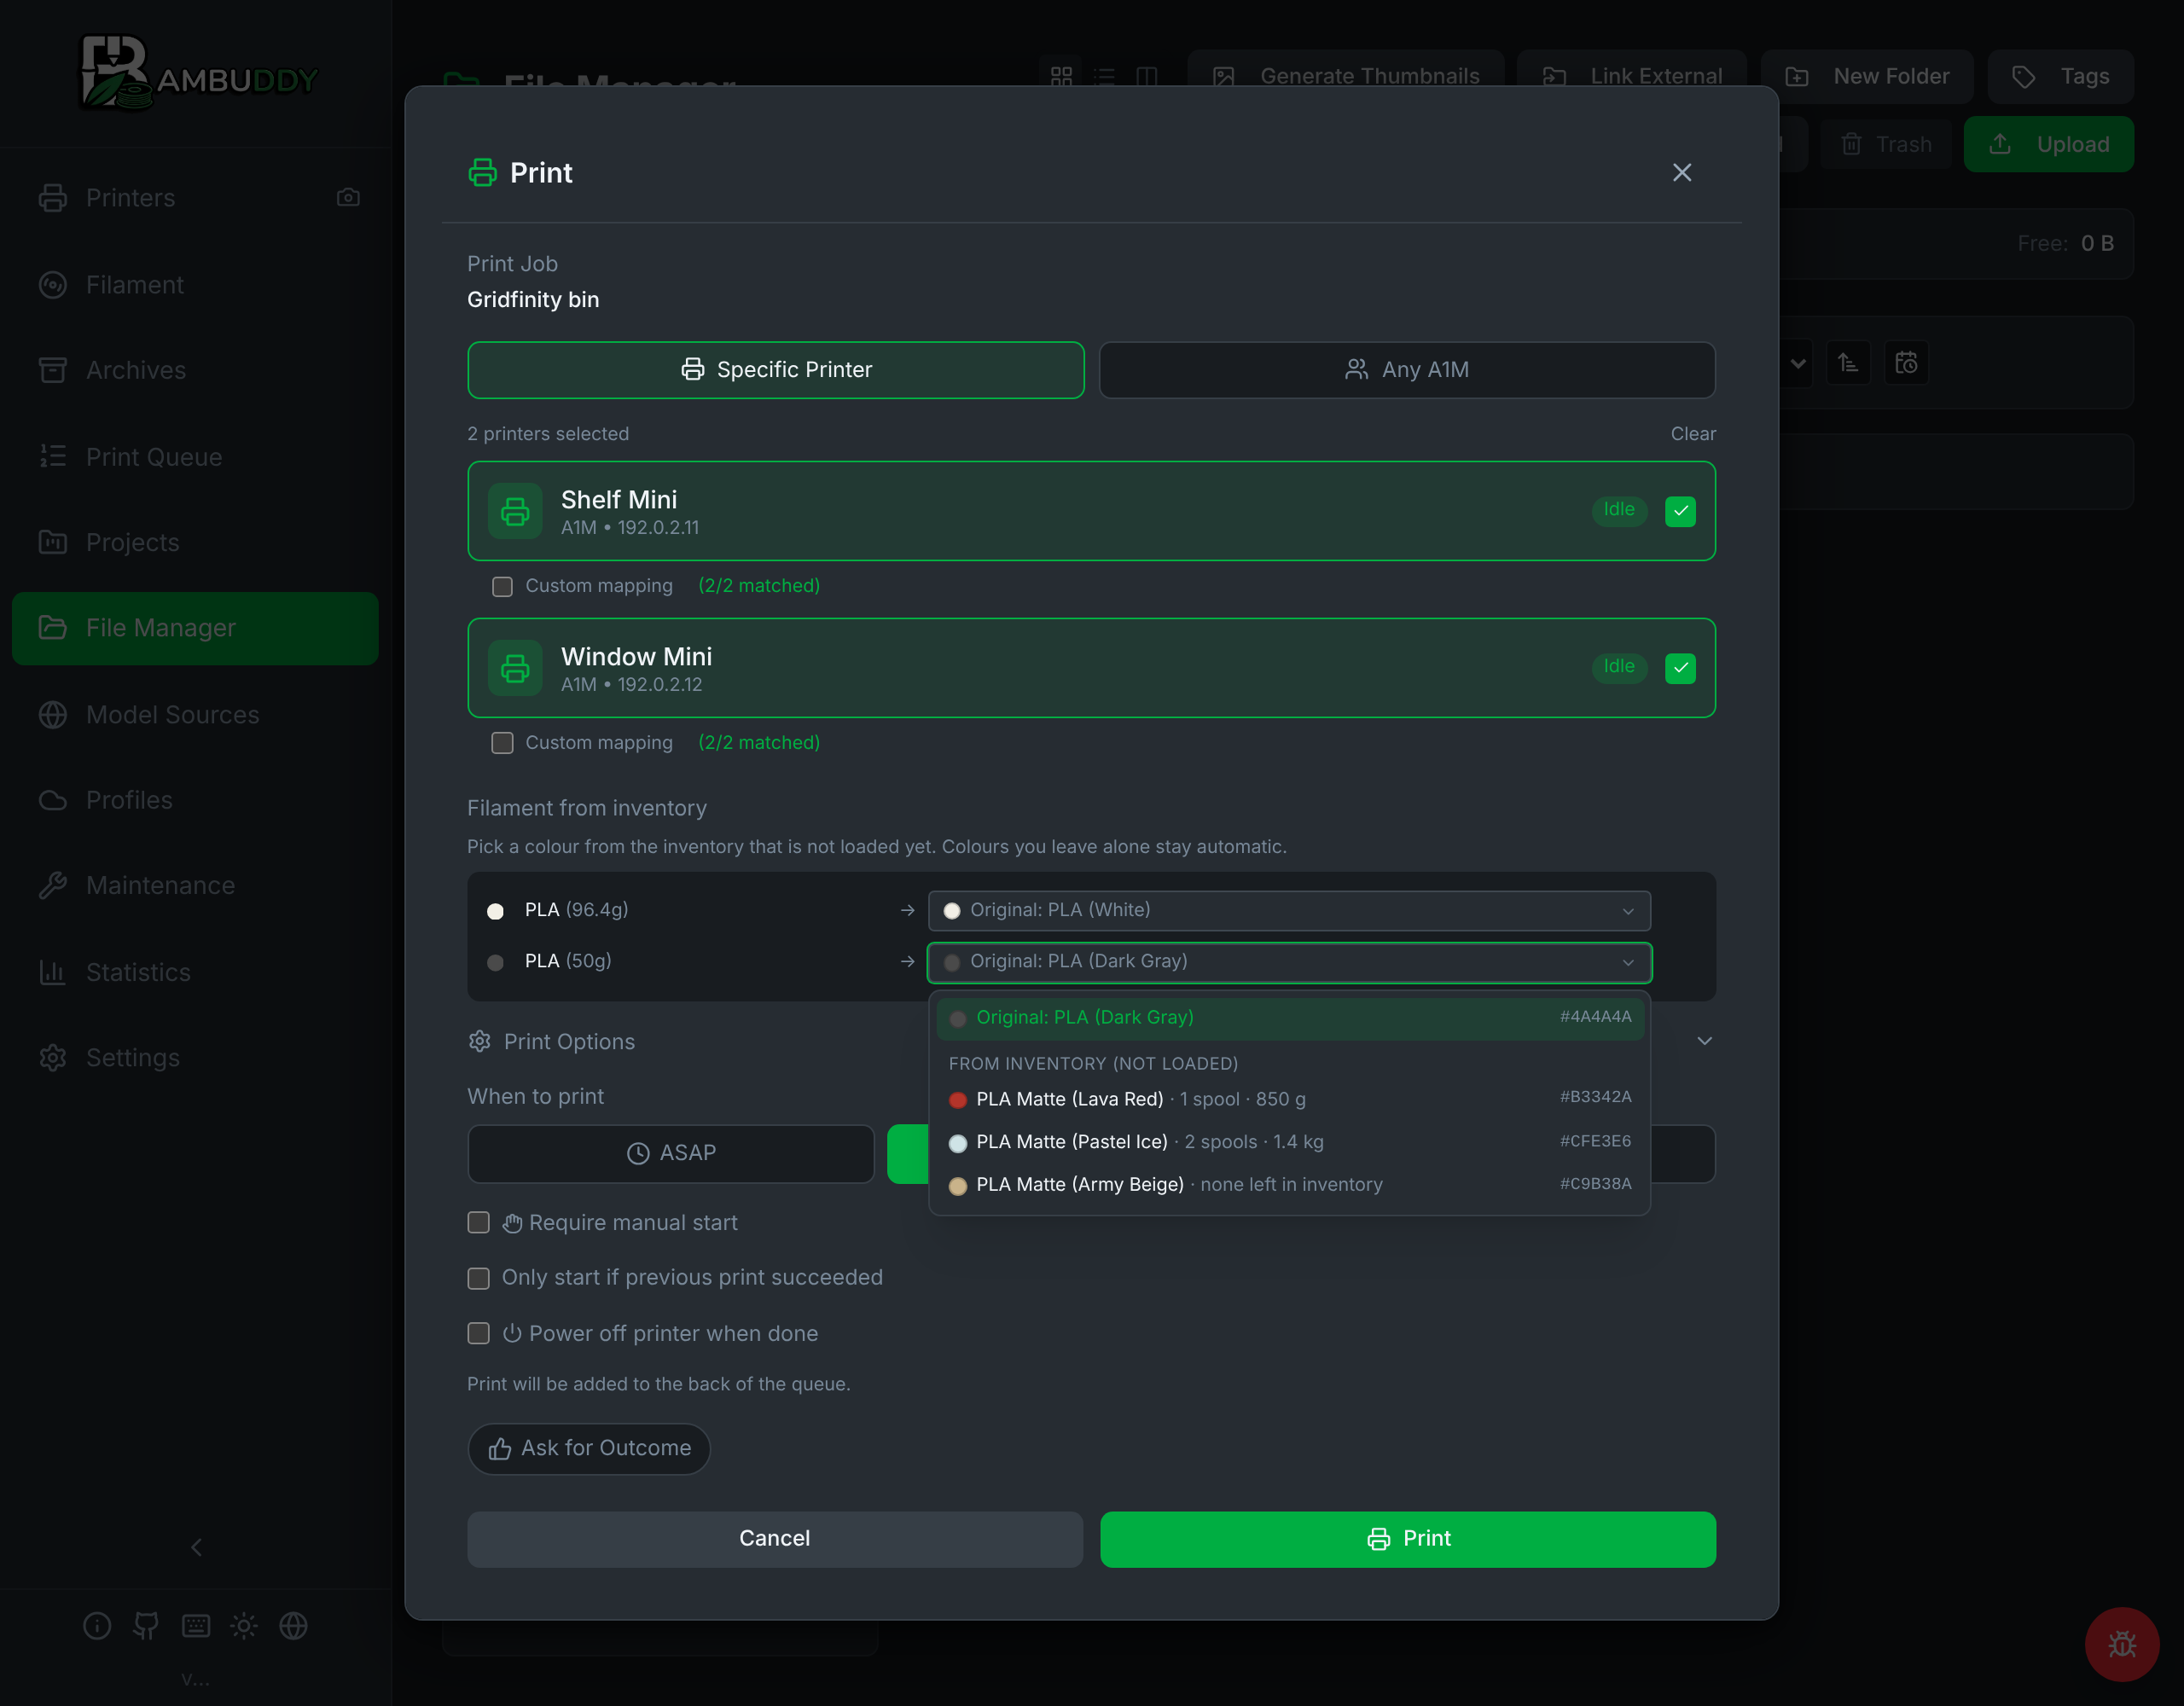 AMBUDDY
Printers
Filament
Archives
Print Queue
Projects
File Manager
Model Sources
Profiles
Maintenance
Statistics
Settings
v...
File Manager
Generate Thumbnails
Link External
New Folder
Tags
Trash
Upload
Free: 0 B
Print
Print Job
Gridfinity bin
Specific Printer
Any A1M
2 printers selected
Clear
Shelf Mini
A1M • 192.0.2.11
Idle
Custom mapping (2/2 matched)
Window Mini
A1M • 192.0.2.12
Idle
Custom mapping (2/2 matched)
Filament from inventory
Pick a colour from the inventory that is not loaded yet. Colours you leave alone stay automatic.
PLA (96.4g) → Original: PLA (White)
PLA (50g) → Original: PLA (Dark Gray)
Original: PLA (Dark Gray) #4A4A4A
FROM INVENTORY (NOT LOADED)
PLA Matte (Lava Red) · 1 spool · 850 g #B3342A
PLA Matte (Pastel Ice) · 2 spools · 1.4 kg #CFE3E6
PLA Matte (Army Beige) · none left in inventory #C9B38A
Print Options
When to print
ASAP
Require manual start
Only start if previous print succeeded
Power off printer when done
Print will be added to the back of the queue.
Ask for Outcome
Cancel
Print